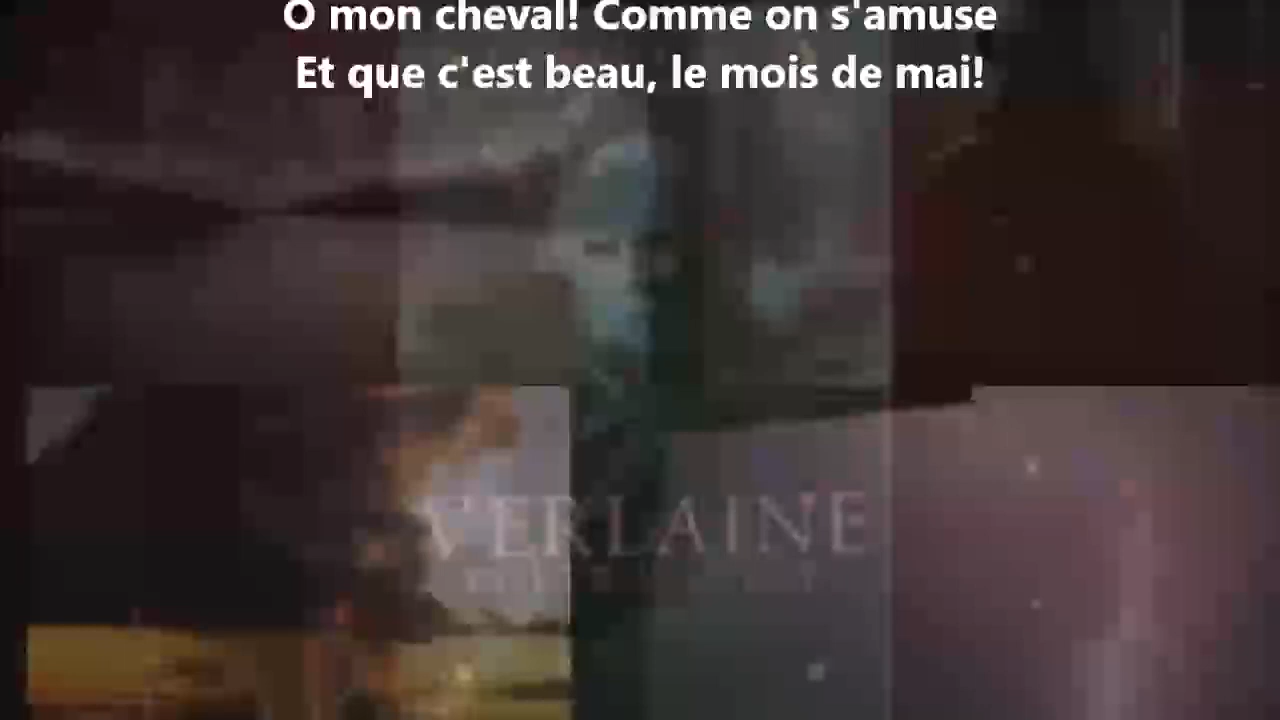 O mon cheval! Comme on s'amuse
Et que c'est beau, le mois de mai!
VERLAINE